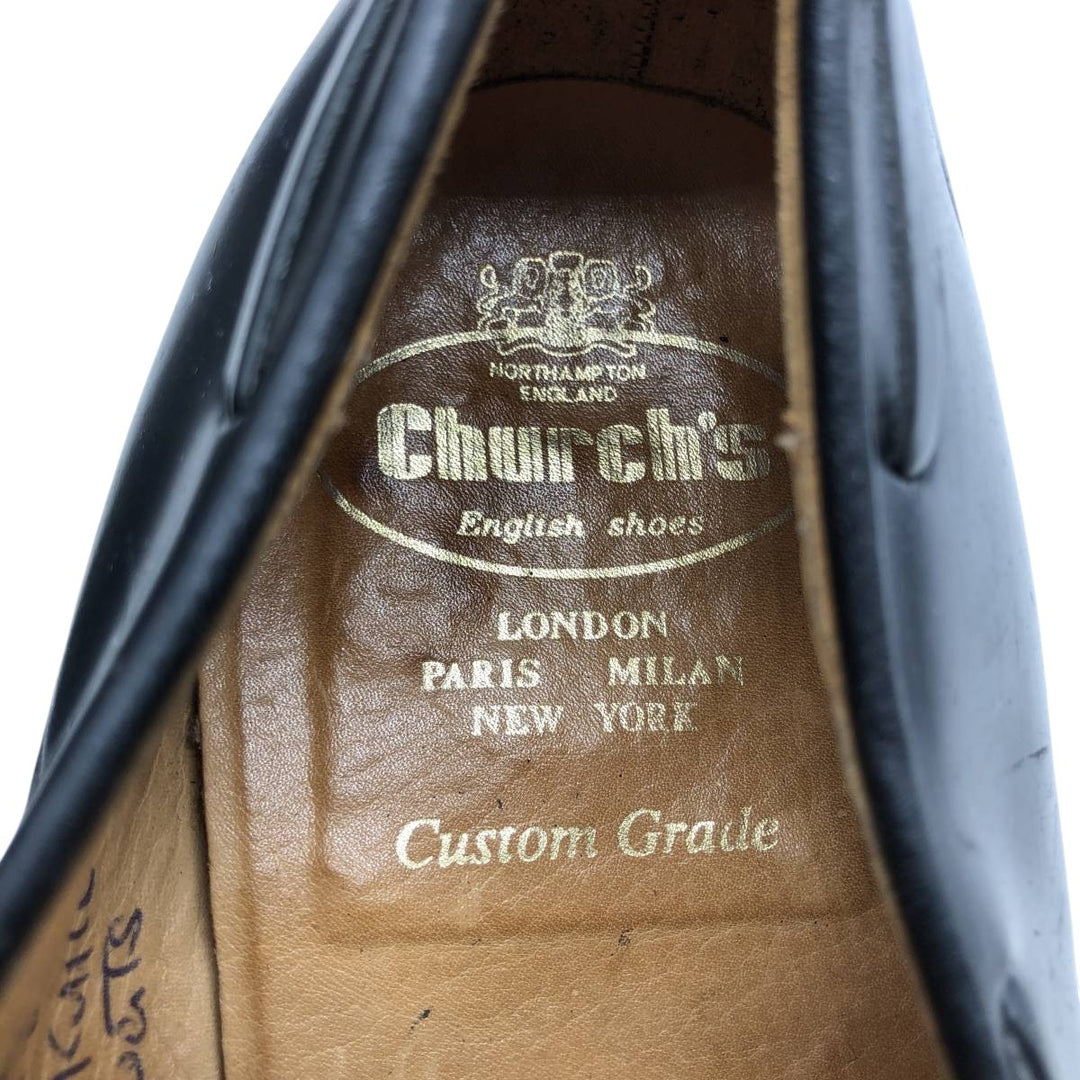 NORTHAMPTON
ENGLAND
Church's
English shoes
LONDON
PARIS MILAN
NEW YORK
Custom Grade